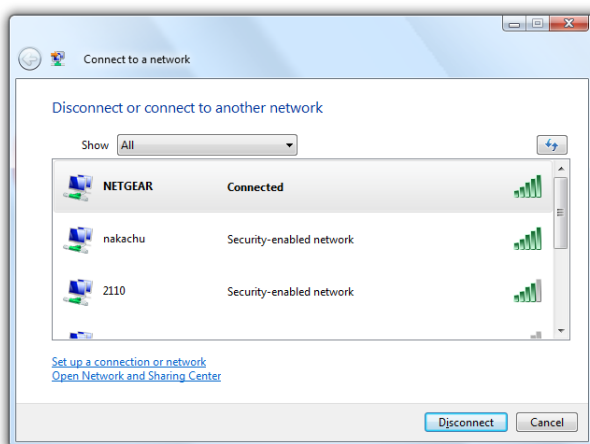 Connect to a network
Disconnect or connect to another network
Show All
NETGEAR Connected
nakachu Security-enabled network
2110 Security-enabled network
Set up a connection or network
Open Network and Sharing Center
Disconnect Cancel